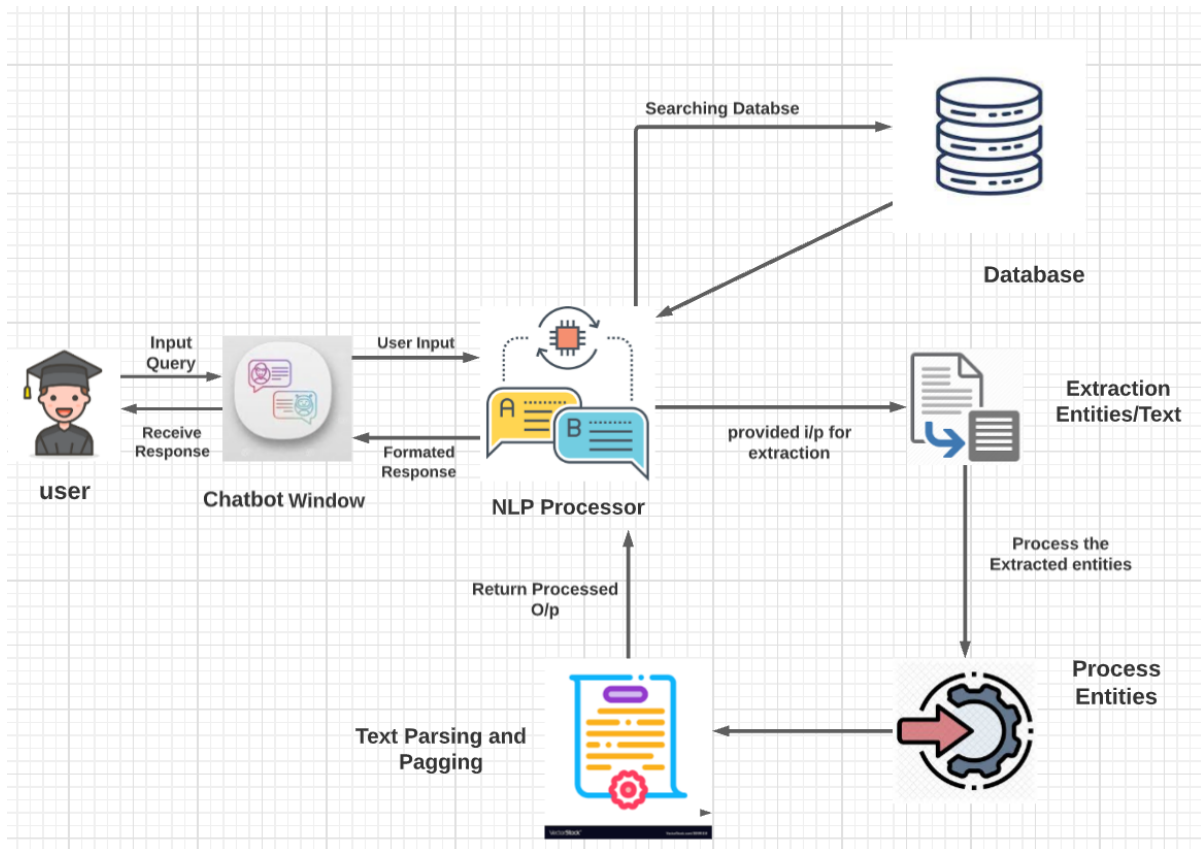 Searching Databse
Database
Input
Query
User Input
Receive
Response
Formated
Response
user
Chatbot Window
A
B
NLP Processor
provided i/p for
extraction
Extraction
Entities/Text
Process the
Extracted entities
Return Processed
O/p
Process
Entities
Text Parsing and
Pagging
VectorStock